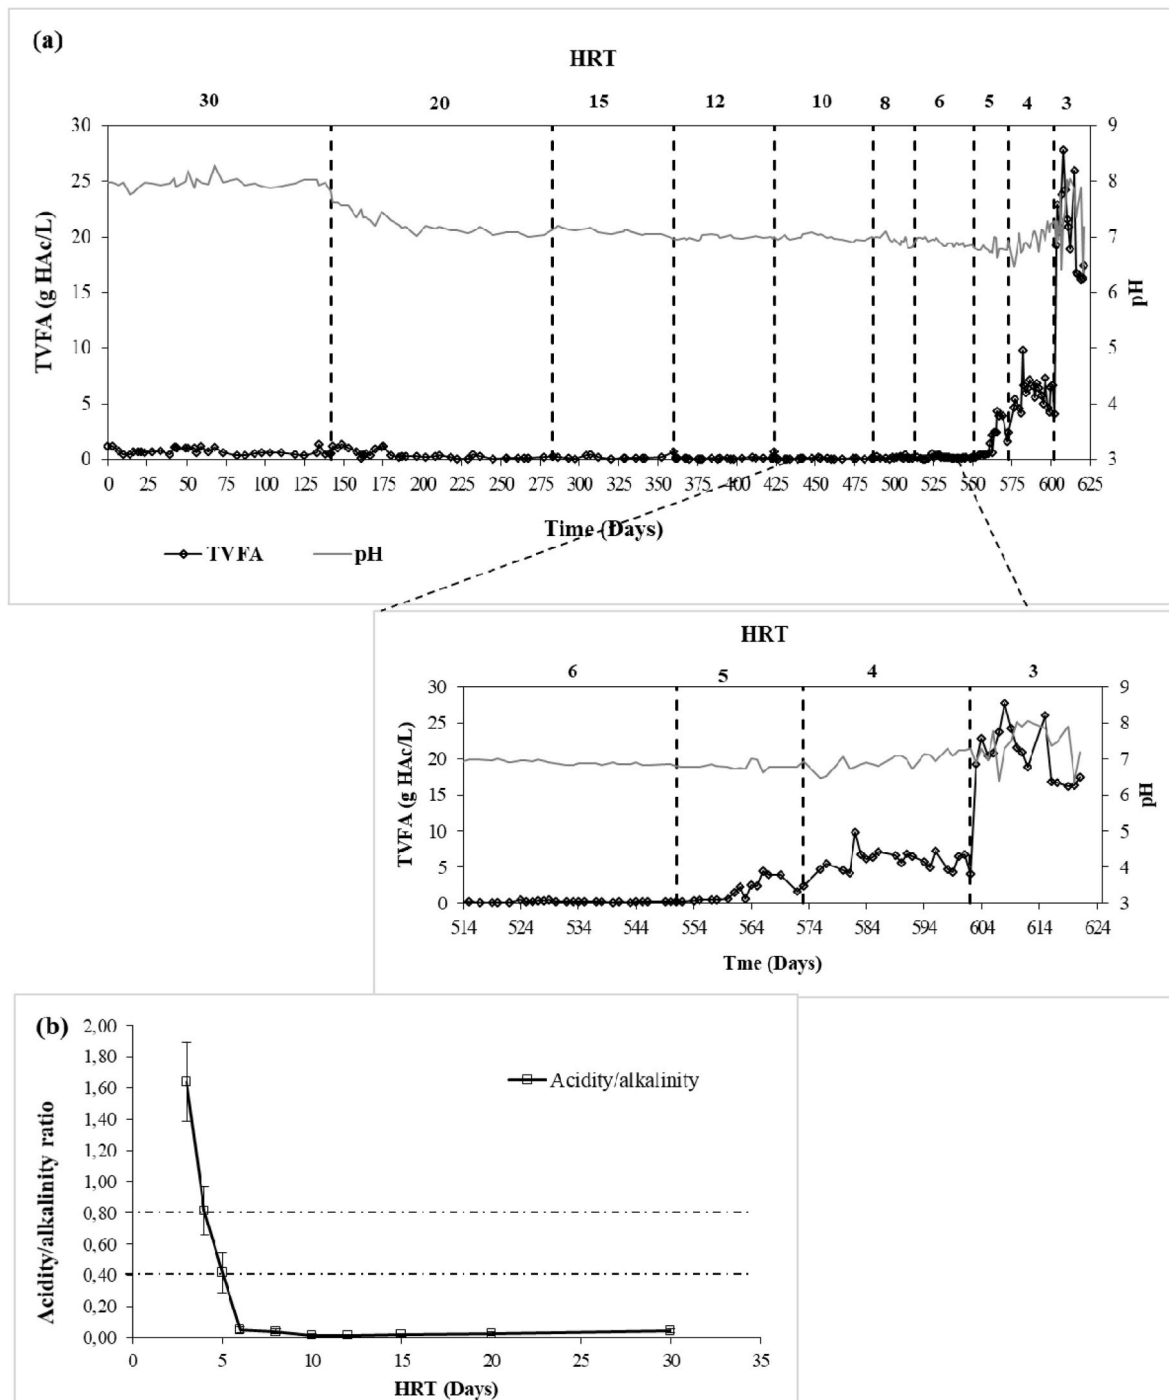 (a)
HRT
30 20 15 12 10 8 6 5 4 3
30 9
25 8
20 7
15 6
10 5
5 4
0 3
TVFA (g HAc/L)
pH
0 25 50 75 100 125 150 175 200 225 250 275 300 325 350 375 400 425 450 475 500 525 550 575 600 625
Time (Days)
TVFA pH
HRT
6 5 4 3
30 9
25 8
20 7
15 6
10 5
5 4
0 3
TVFA (g HAc/L)
pH
514 524 534 544 554 564 574 584 594 604 614 624
Tme (Days)
(b)
2,00
1,80
1,60
1,40
1,20
1,00
0,80
0,60
0,40
0,20
0,00
Acidity/alkalinity ratio
Acidity/alkalinity
0 5 10 15 20 25 30 35
HRT (Days)